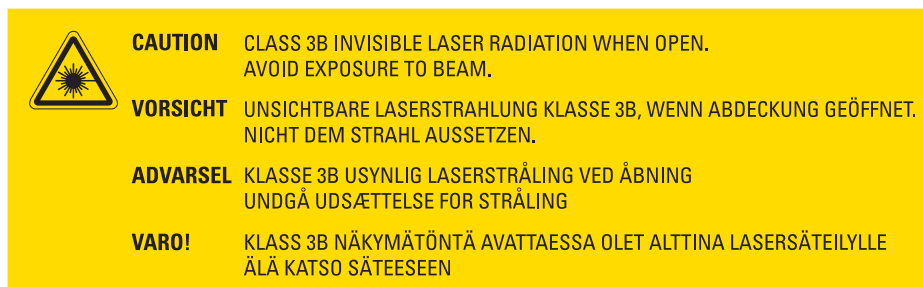 CAUTION CLASS 3B INVISIBLE LASER RADIATION WHEN OPEN.
AVOID EXPOSURE TO BEAM.
VORSICHT UNSICHTBARE LASERSTRAHLUNG KLASSE 3B, WENN ABDECKUNG GEÖFFNET.
NICHT DEM STRAHL AUSSETZEN.
ADVARSEL KLASSE 3B USYNLIG LASERSTRÅLING VED ÅBNING
UNDGÅ UDSÆTTELSE FOR STRÅLING
VARO! KLASS 3B NÄKYMÄTÖNTÄ AVATTAESSA OLET ALTTINA LASERSÄTEILYLLE
ÄLÄ KATSO SÄTEESEEN